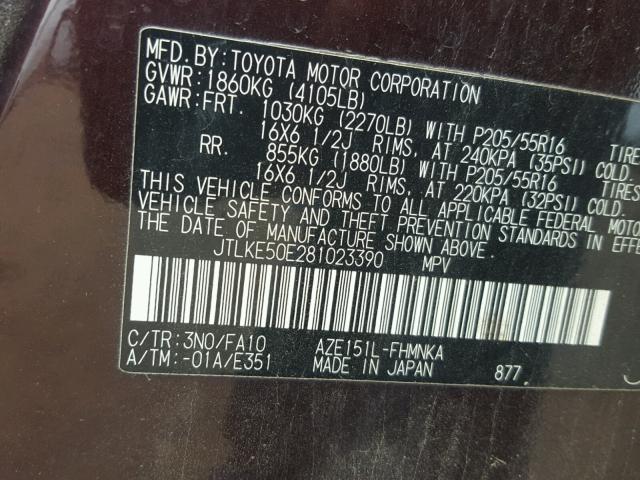 MFD. BY: TOYOTA MOTOR CORPORATION
GVWR: 1860KG (4105LB)
GAWR: FRT. 1030KG (2270LB) WITH P205/55R16 TIRE
16X6 1/2J RIMS, AT 240KPA (35PSI) COLD.
RR. 855KG (1880LB) WITH P205/55R16 TIRES
16X6 1/2J RIMS, AT 220KPA (32PSI) COLD.
THIS VEHICLE CONFORMS TO ALL APPLICABLE FEDERAL MOTO
VEHICLE SAFETY AND THEFT PREVENTION STANDARDS IN EFFE
THE DATE OF MANUFACTURE SHOWN ABOVE.
JTLKE50E281023390 MPV
C/TR: 3N0/FA10 AZE151L-FHMNKA
A/TM: -01A/E351 MADE IN JAPAN 877